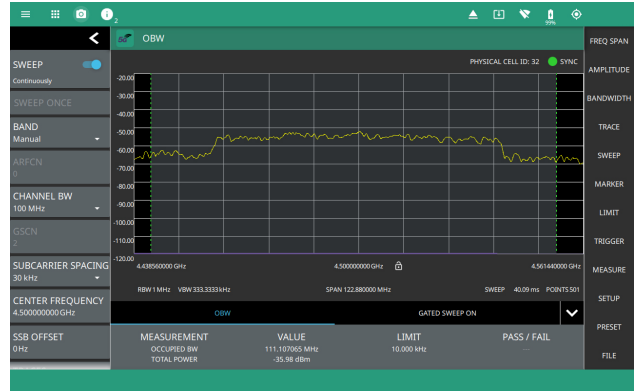 2
59%
5G
OBW
FREQ SPAN
SWEEP
Continuously
PHYSICAL CELL ID: 32
SYNC
AMPLITUDE
SWEEP ONCE
BANDWIDTH
BAND
Manual
TRACE
ARFCN
0
SWEEP
CHANNEL BW
100 MHz
MARKER
GSCN
2
LIMIT
TRIGGER
-20.00
-30.00
-40.00
-50.00
-60.00
-70.00
-80.00
-90.00
-100.00
-110.00
-120.00
4.438560000 GHz
4.500000000 GHz
4.561440000 GHz
SUBCARRIER SPACING
30 kHz
MEASURE
RBW 1 MHz VBW 333.3333 kHz
SPAN 122.880000 MHz
SWEEP 40.09 ms POINTS 501
CENTER FREQUENCY
4.500000000 GHz
SETUP
OBW
GATED SWEEP ON
PRESET
SSB OFFSET
0 Hz
MEASUREMENT VALUE LIMIT PASS / FAIL
OCCUPIED BW 111.107065 MHz 10.000 kHz ---
TOTAL POWER -35.98 dBm
FILE